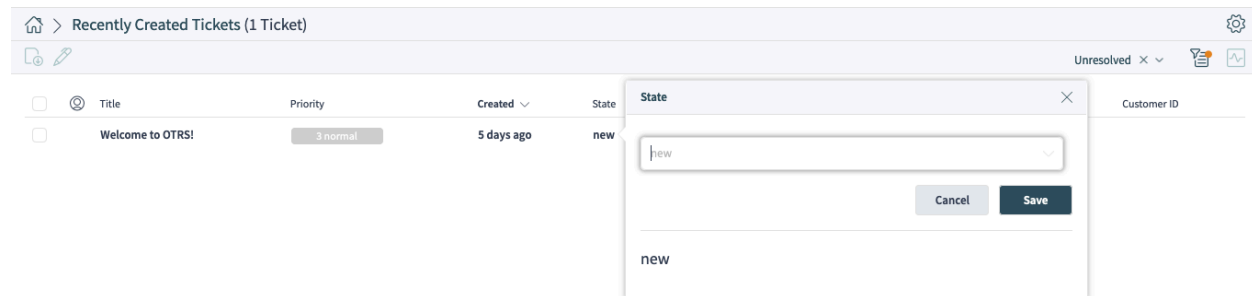 Recently Created Tickets (1 Ticket)
Unresolved
Title Priority Created State Customer ID
Welcome to OTRS! 3 normal 5 days ago new
State
new
Cancel Save
new